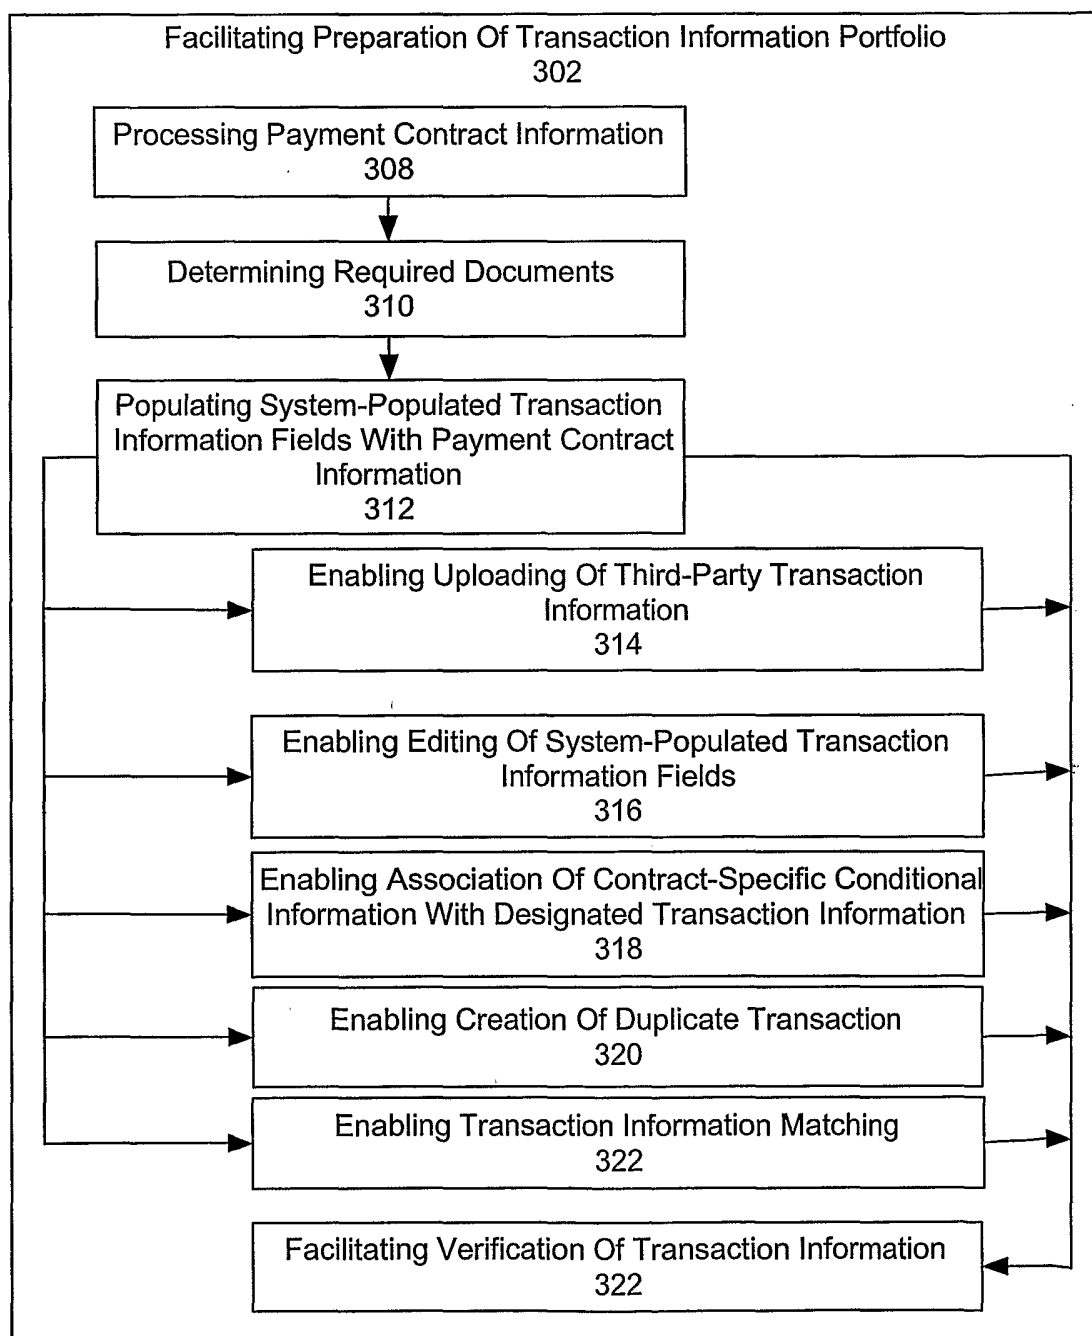 Facilitating Preparation Of Transaction Information Portfolio
302
Processing Payment Contract Information
308
Determining Required Documents
310
Populating System-Populated Transaction
Information Fields With Payment Contract
Information
312
Enabling Uploading Of Third-Party Transaction
Information
314
Enabling Editing Of System-Populated Transaction
Information Fields
316
Enabling Association Of Contract-Specific Conditional
Information With Designated Transaction Information
318
Enabling Creation Of Duplicate Transaction
320
Enabling Transaction Information Matching
322
Facilitating Verification Of Transaction Information
322